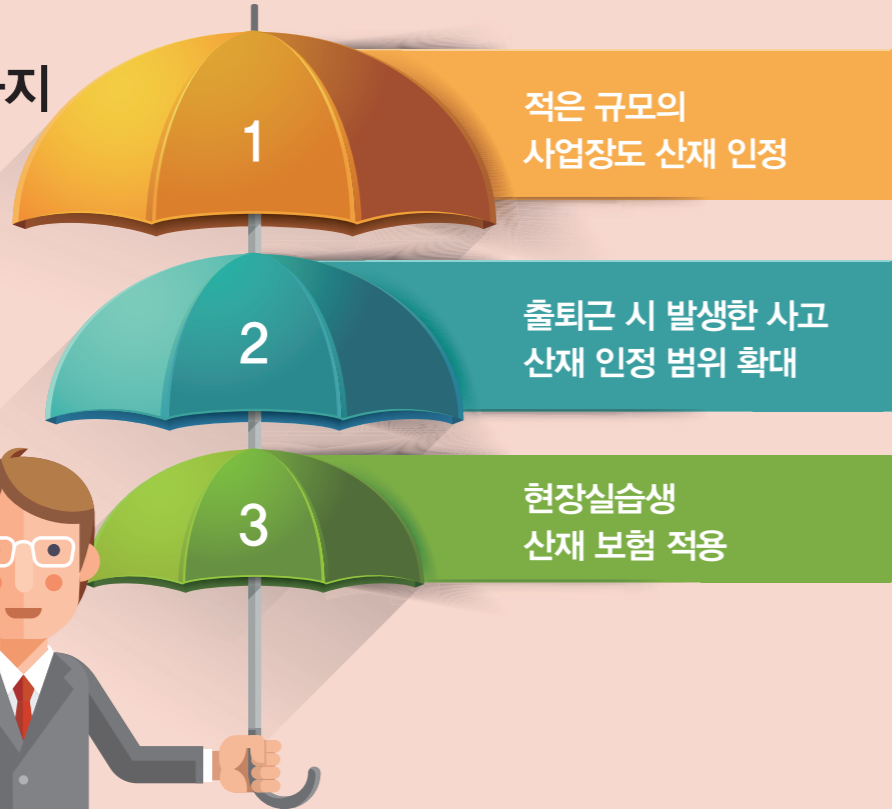 지
1
적은 규모의
사업장도 산재 인정
2
출퇴근 시 발생한 사고
산재 인정 범위 확대
3
현장실습생
산재 보험 적용